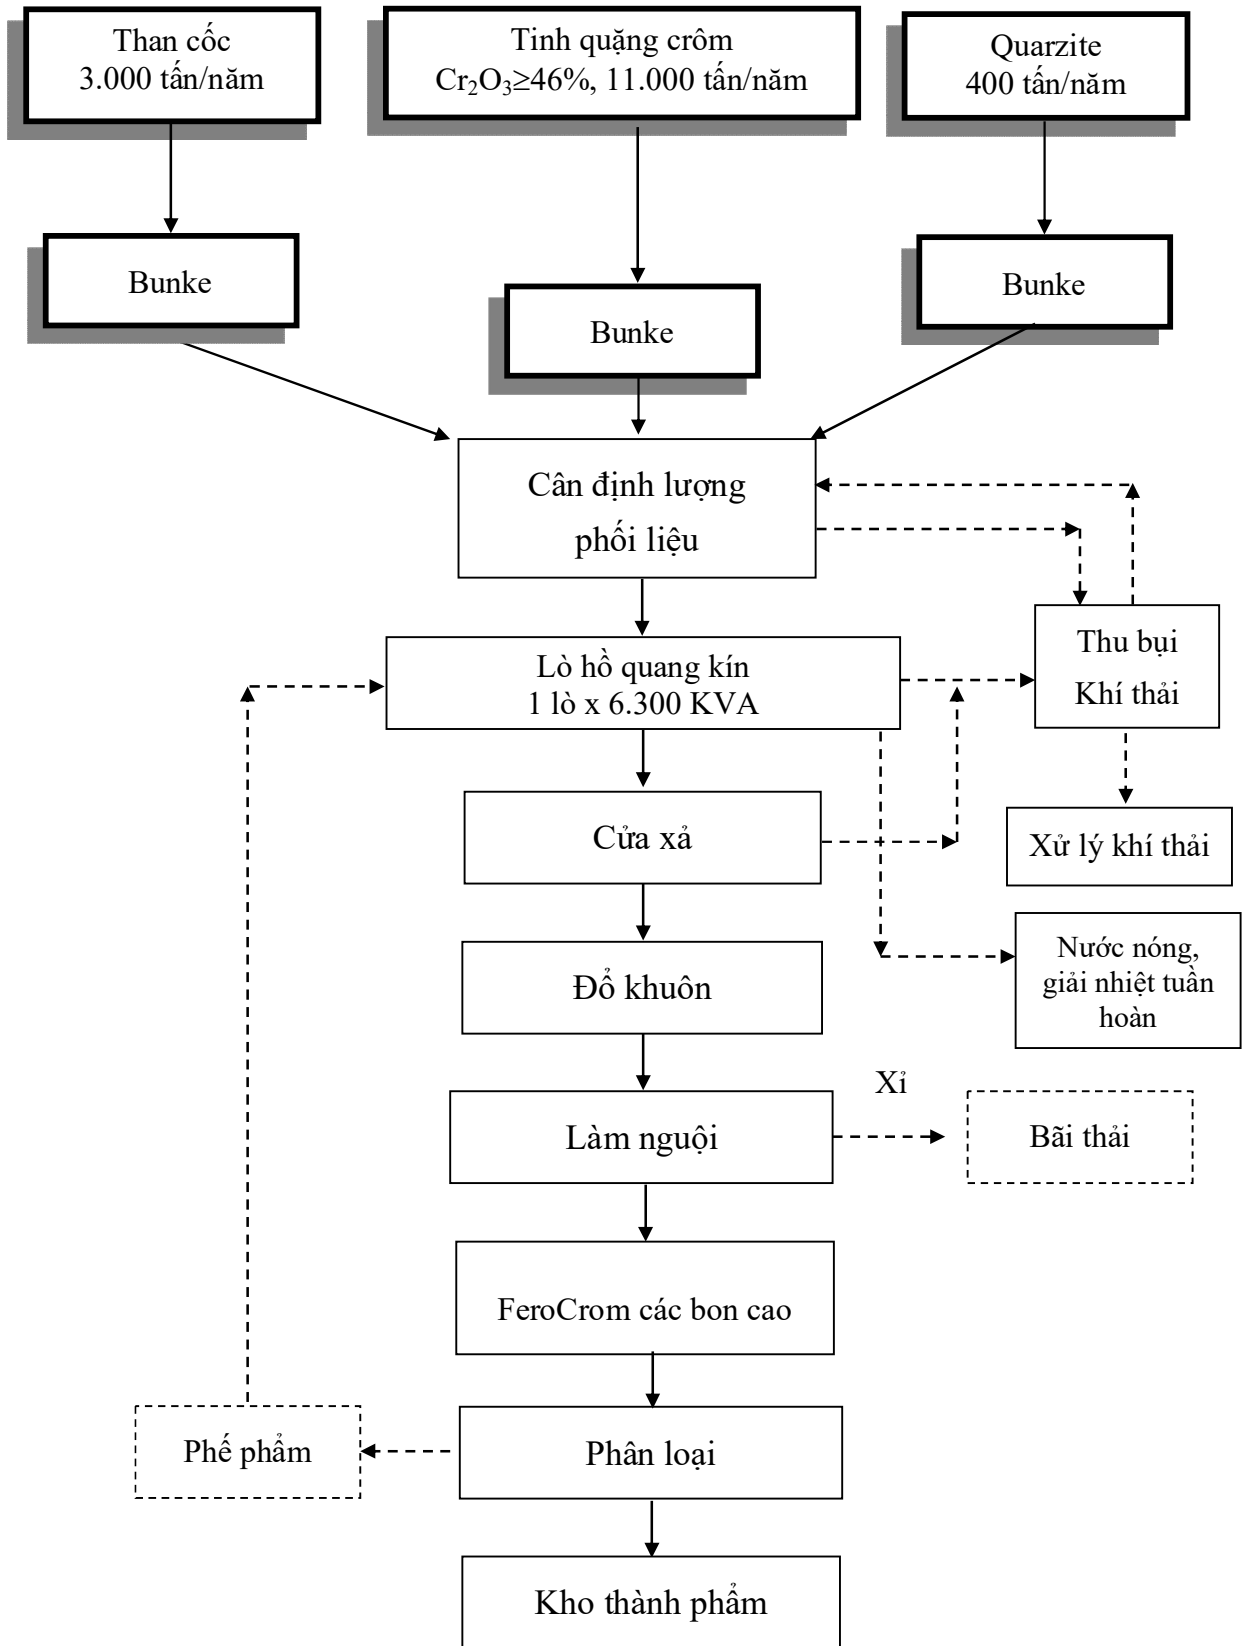 Than cốc
3.000 tấn/năm
Tinh quặng crôm
Cr₂O₃≥46%, 11.000 tấn/năm
Quarzite
400 tấn/năm
Bunke
Bunke
Bunke
Cân định lượng
phối liệu
Thu bụi
Khí thải
Lò hồ quang kín
1 lò x 6.300 KVA
Cửa xả
Xử lý khí thải
Đổ khuôn
Nước nóng,
giải nhiệt tuần
hoàn
Xỉ
Làm nguội
Bãi thải
FeroCrom các bon cao
Phế phẩm
Phân loại
Kho thành phẩm